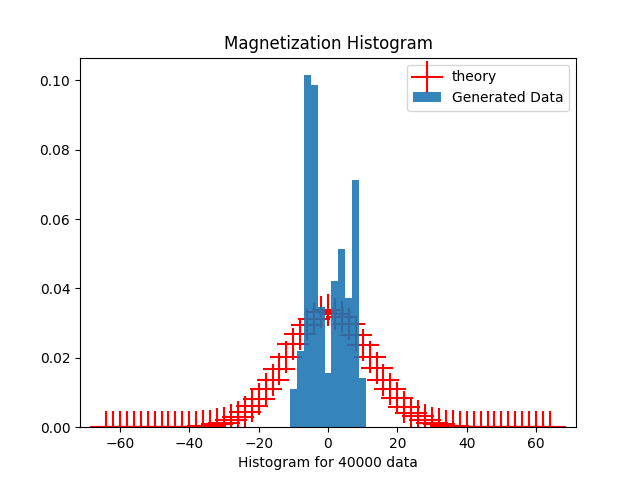 Magnetization Histogram
theory
Generated Data
0.10
0.08
0.06
0.04
0.02
0.00
−60 −40 −20 0 20 40 60
Histogram for 40000 data